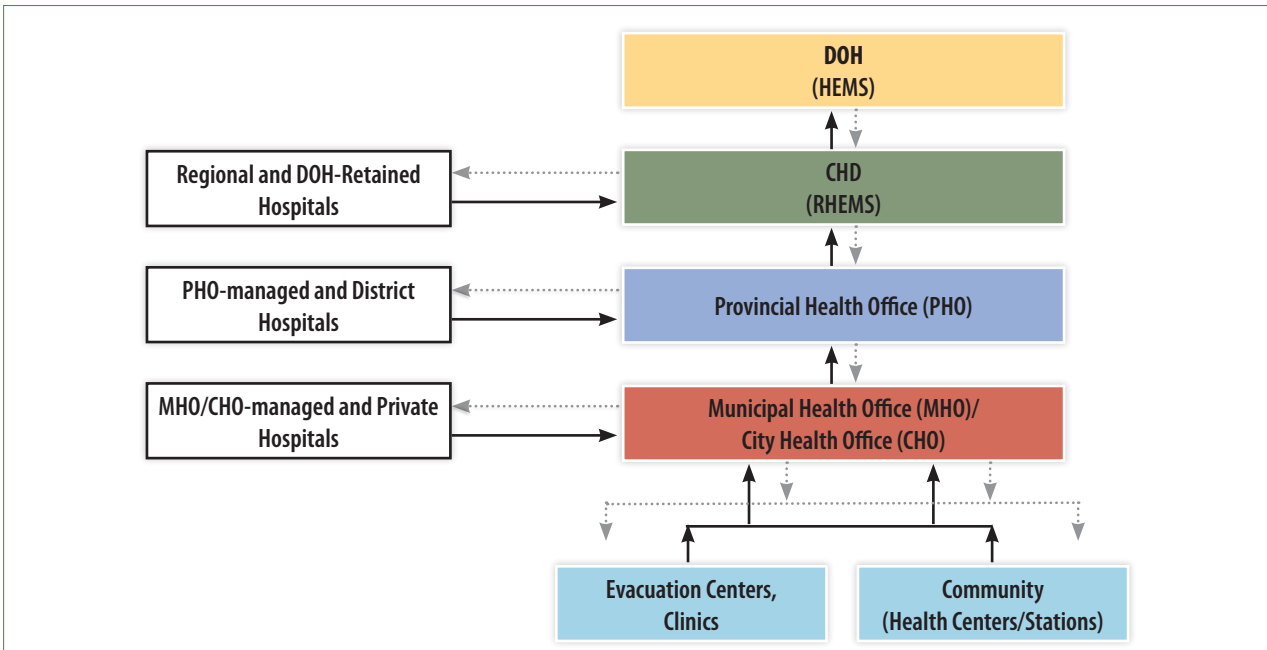 DOH
(HEMS)
Regional and DOH-Retained
Hospitals
CHD
(RHEMS)
PHO-managed and District
Hospitals
Provincial Health Office (PHO)
MHO/CHO-managed and Private
Hospitals
Municipal Health Office (MHO)/
City Health Office (CHO)
Evacuation Centers,
Clinics
Community
(Health Centers/Stations)